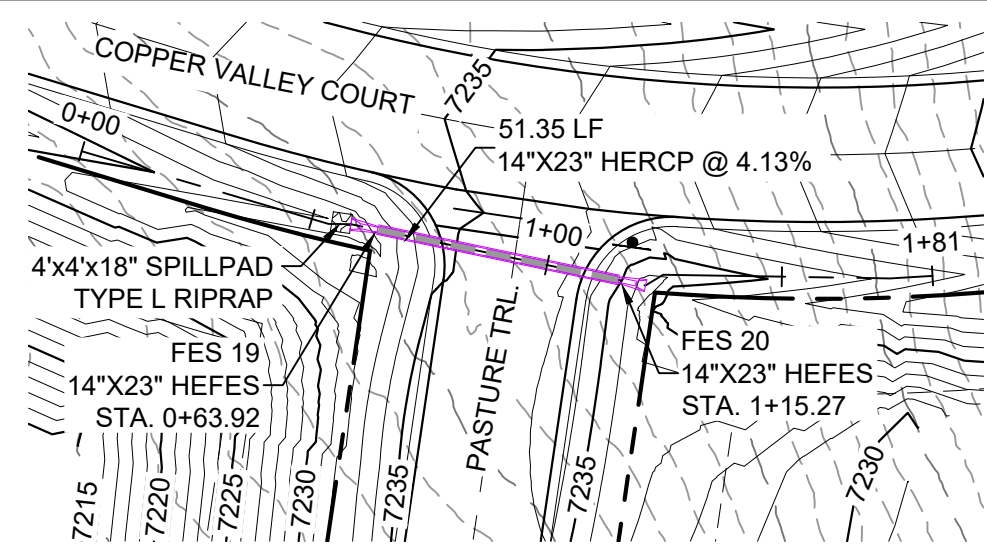 COPPER VALLEY COURT
7235
0+00
51.35 LF
14"X23" HERCP @ 4.13%
1+00
1+81
4'x4'x18" SPILLPAD
TYPE L RIPRAP
FES 19
14"X23" HEFES
STA. 0+63.92
FES 20
14"X23" HEFES
STA. 1+15.27
PASTURE TRL.
7215
7220
7225
7230
7235
7235
7230